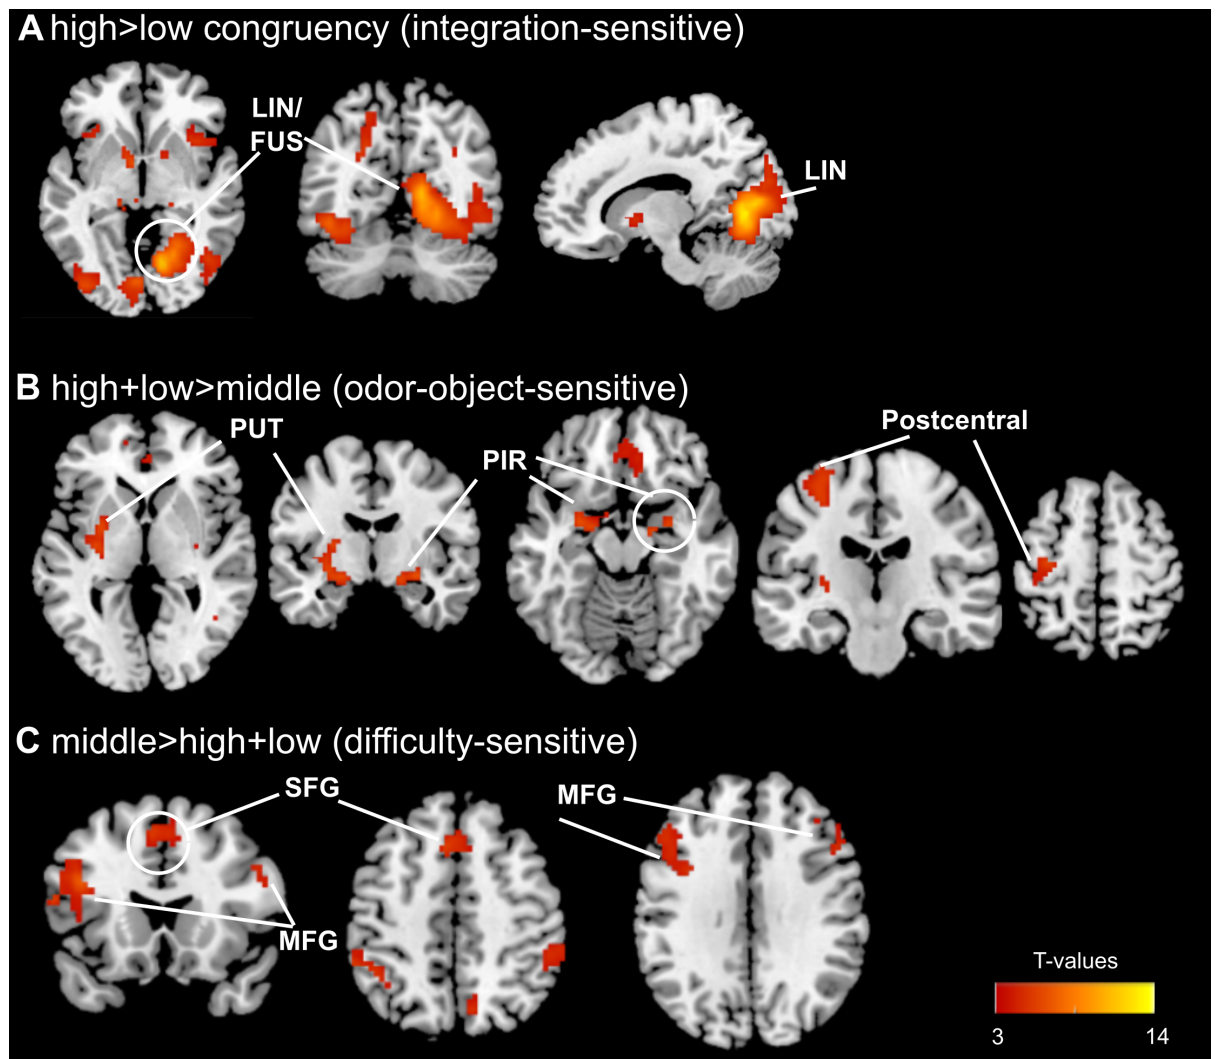 A high>low congruency (integration-sensitive)
LIN/
FUS
LIN
B high+low>middle (odor-object-sensitive)
PUT
PIR
Postcentral
C middle>high+low (difficulty-sensitive)
SFG
MFG
MFG
T-values
3 14